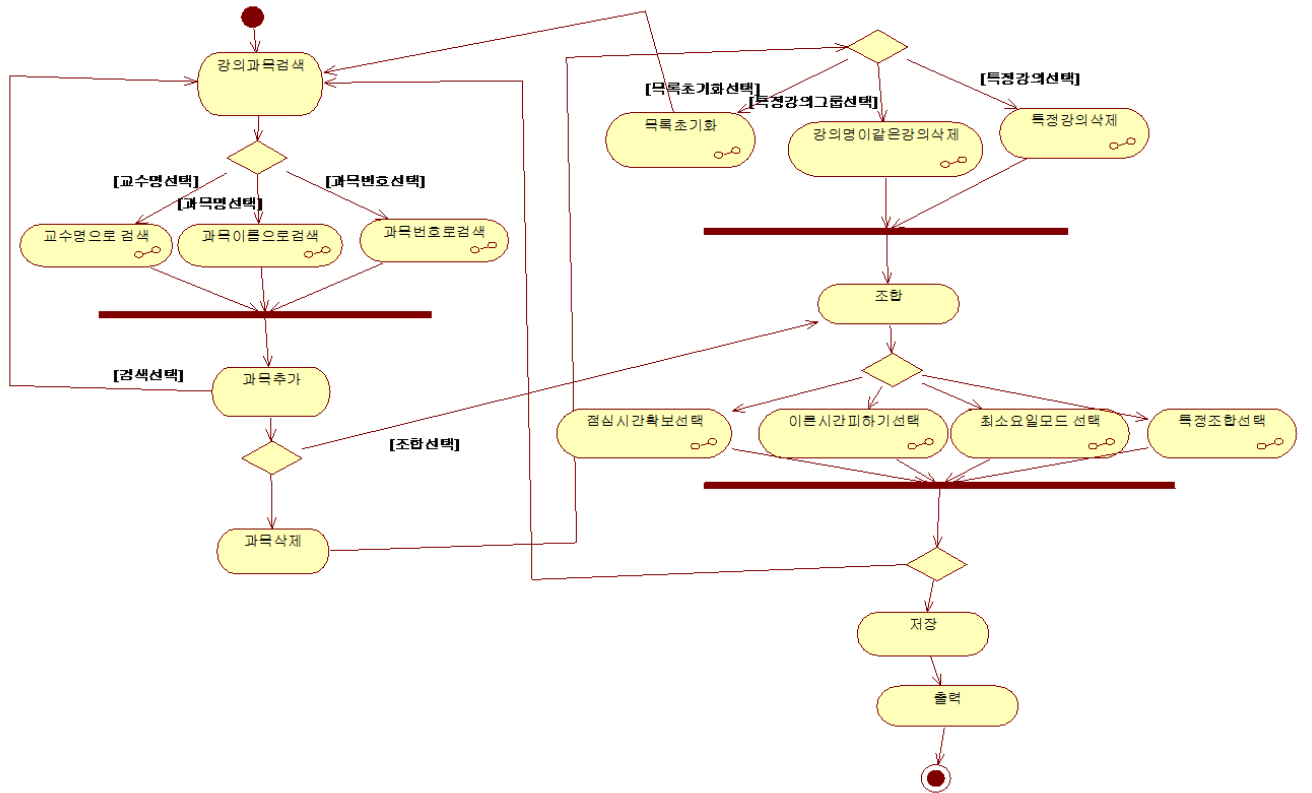 강의과목검색
[교수명선택]
[과목명선택]
[과목번호선택]
교수명으로 검색
과목이름으로검색
과목번호로검색
[검색선택]
과목추가
[조합선택]
과목삭제
[목록초기화선택]
[특정강의그룹선택]
[특정강의선택]
목록초기화
강의명이같은강의삭제
특정강의삭제
조합
점심시간확보선택
이른시간피하기선택
최소요일모드 선택
특정조합선택
저장
출력